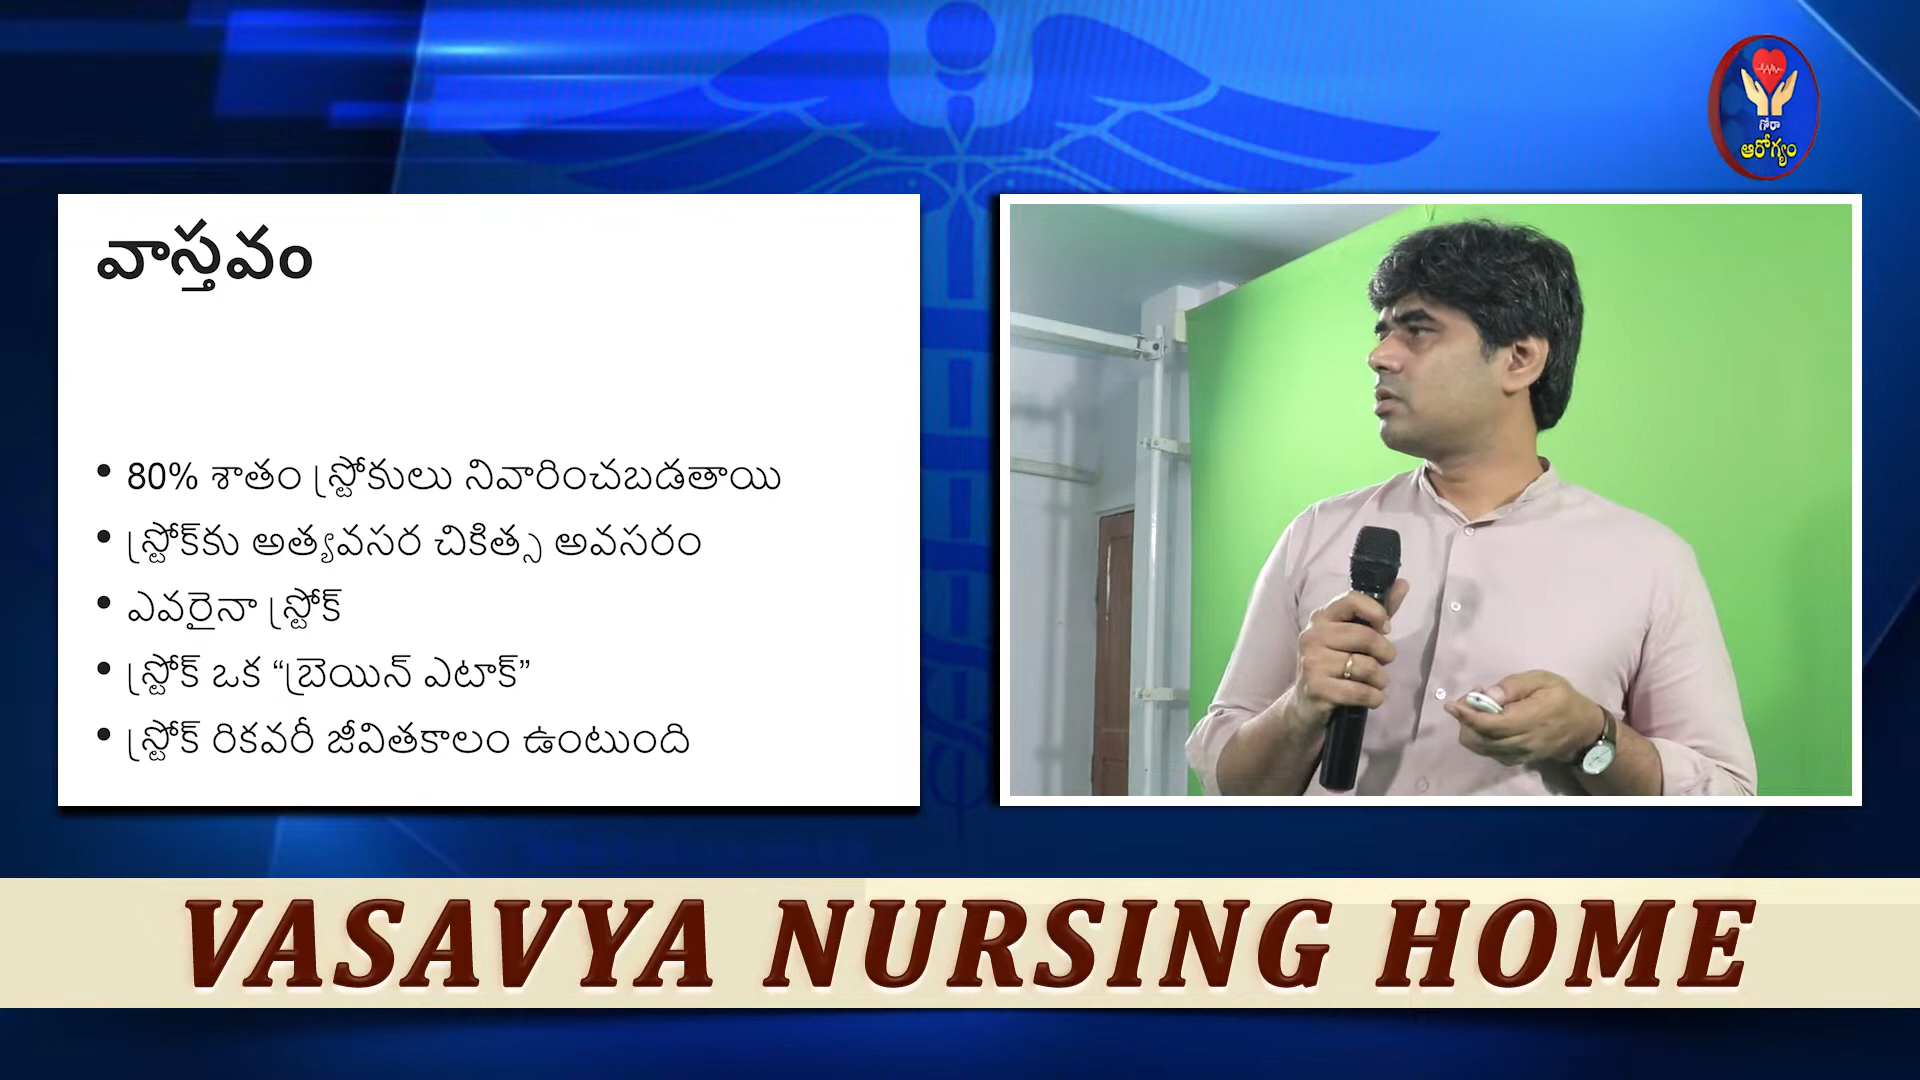 గోరా
ఆరోగ్యం
వాస్తవం
• 80% శాతం స్ట్రోకులు నివారించబడతాయి
• స్ట్రోక్‌కు అత్యవసర చికిత్స అవసరం
• ఎవరైనా స్ట్రోక్
• స్ట్రోక్ ఒక “బ్రెయిన్ ఎటాక్”
• స్ట్రోక్ రికవరీ జీవితకాలం ఉంటుంది
VASAVYA NURSING HOME